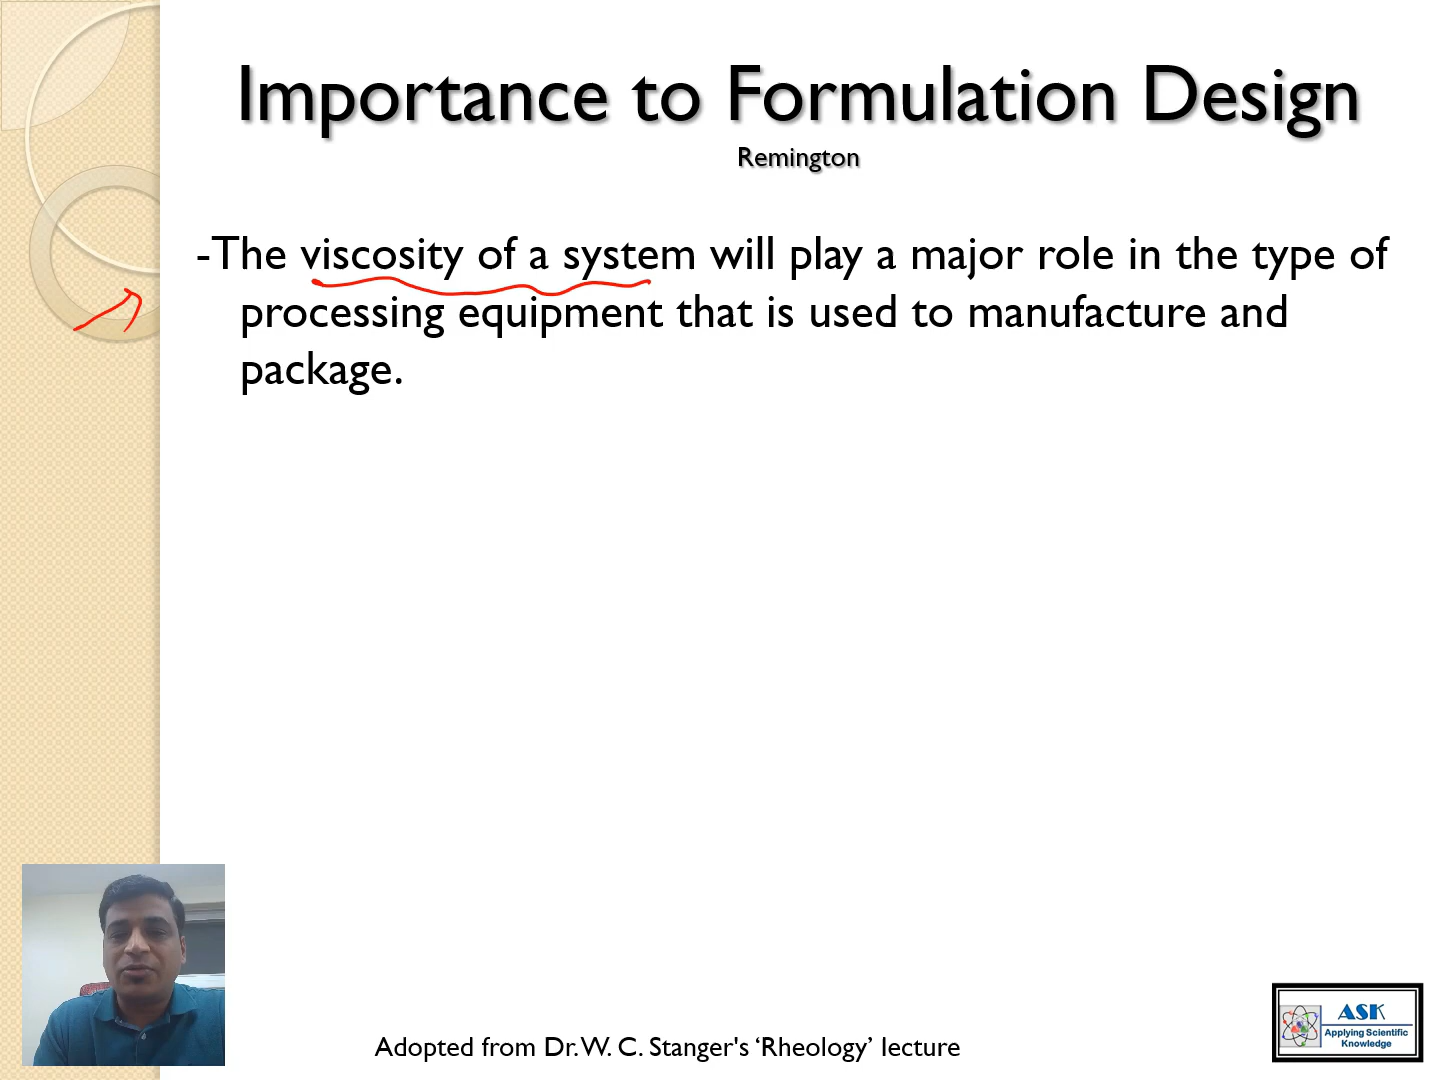 Importance to Formulation Design
Remington
-The viscosity of a system will play a major role in the type of
processing equipment that is used to manufacture and
package.
Adopted from Dr. W. C. Stanger's ‘Rheology’ lecture
ASK
Applying Scientific
Knowledge